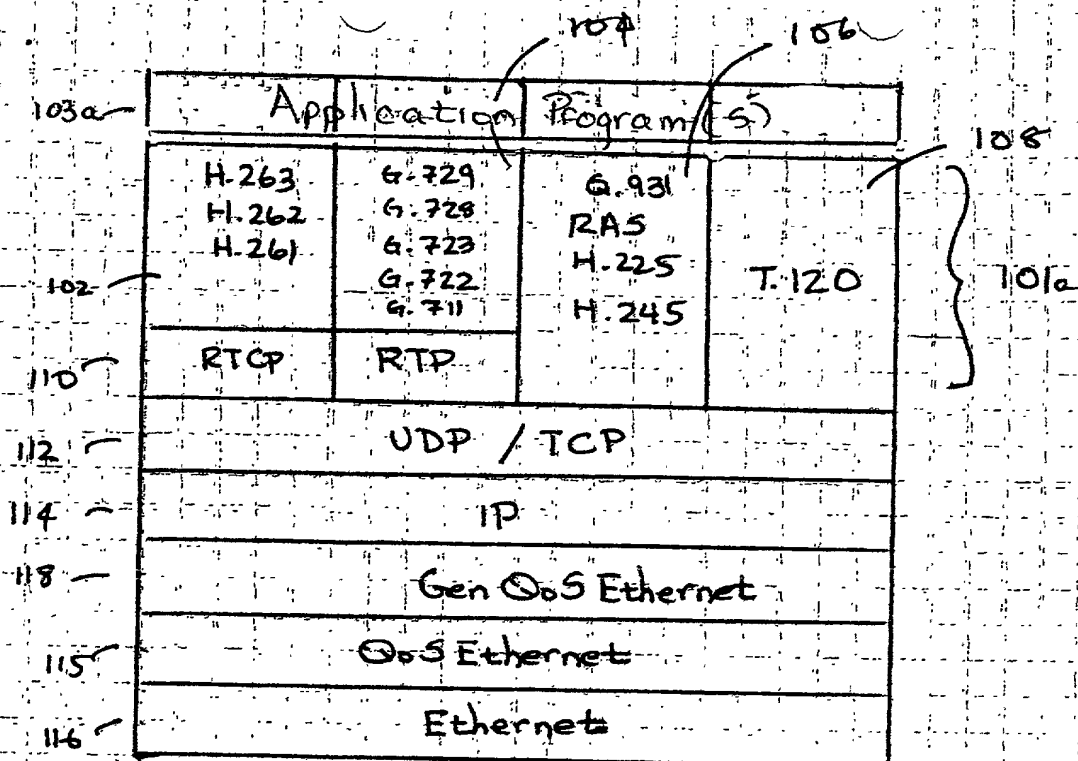 104 106
103a Application Program(s)
108
H.263 G.729 Q.931
H.262 G.728 RAS
H.261 G.723 H.225
102 G.722 T.120 101a
G.711 H.245
110 RTCP RTP
112 UDP / TCP
114 IP
118 Gen QoS Ethernet
115 QoS Ethernet
116 Ethernet